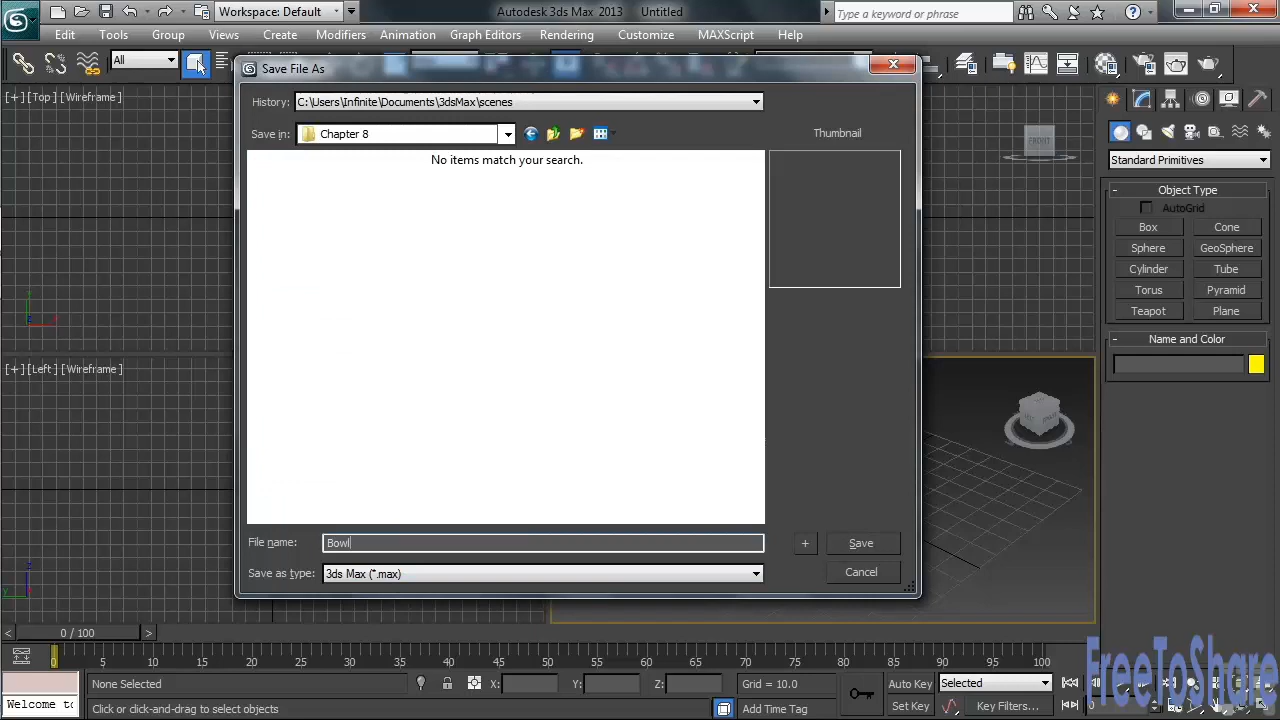 Workspace: Default
Autodesk 3ds Max 2013 Untitled
Type a keyword or phrase
Edit Tools Group Views Create Modifiers Animation Graph Editors Rendering Customize MAXScript Help
All
Save File As
[+] [Top] [Wireframe]
History: C:\Users\Infinite\Documents\3dsMax\scenes
Save in: Chapter 8
Thumbnail
No items match your search.
FRONT
Standard Primitives
- Object Type
AutoGrid
Box Cone
Sphere GeoSphere
Cylinder Tube
Torus Pyramid
Teapot Plane
- Name and Color
[+] [Left] [Wireframe]
File name: Bowl
+ Save
Save as type: 3ds Max (*.max)
Cancel
< 0 / 100 >
0 5 10 15 20 25 30 35 40 45 50 55 60 65 70 75 80 85 90 95 100
None Selected
X: Y: Z: Grid = 10.0
Auto Key Selected
Welcome to
Click or click-and-drag to select objects
Add Time Tag
Set Key Key Filters...
0
FreeToShare